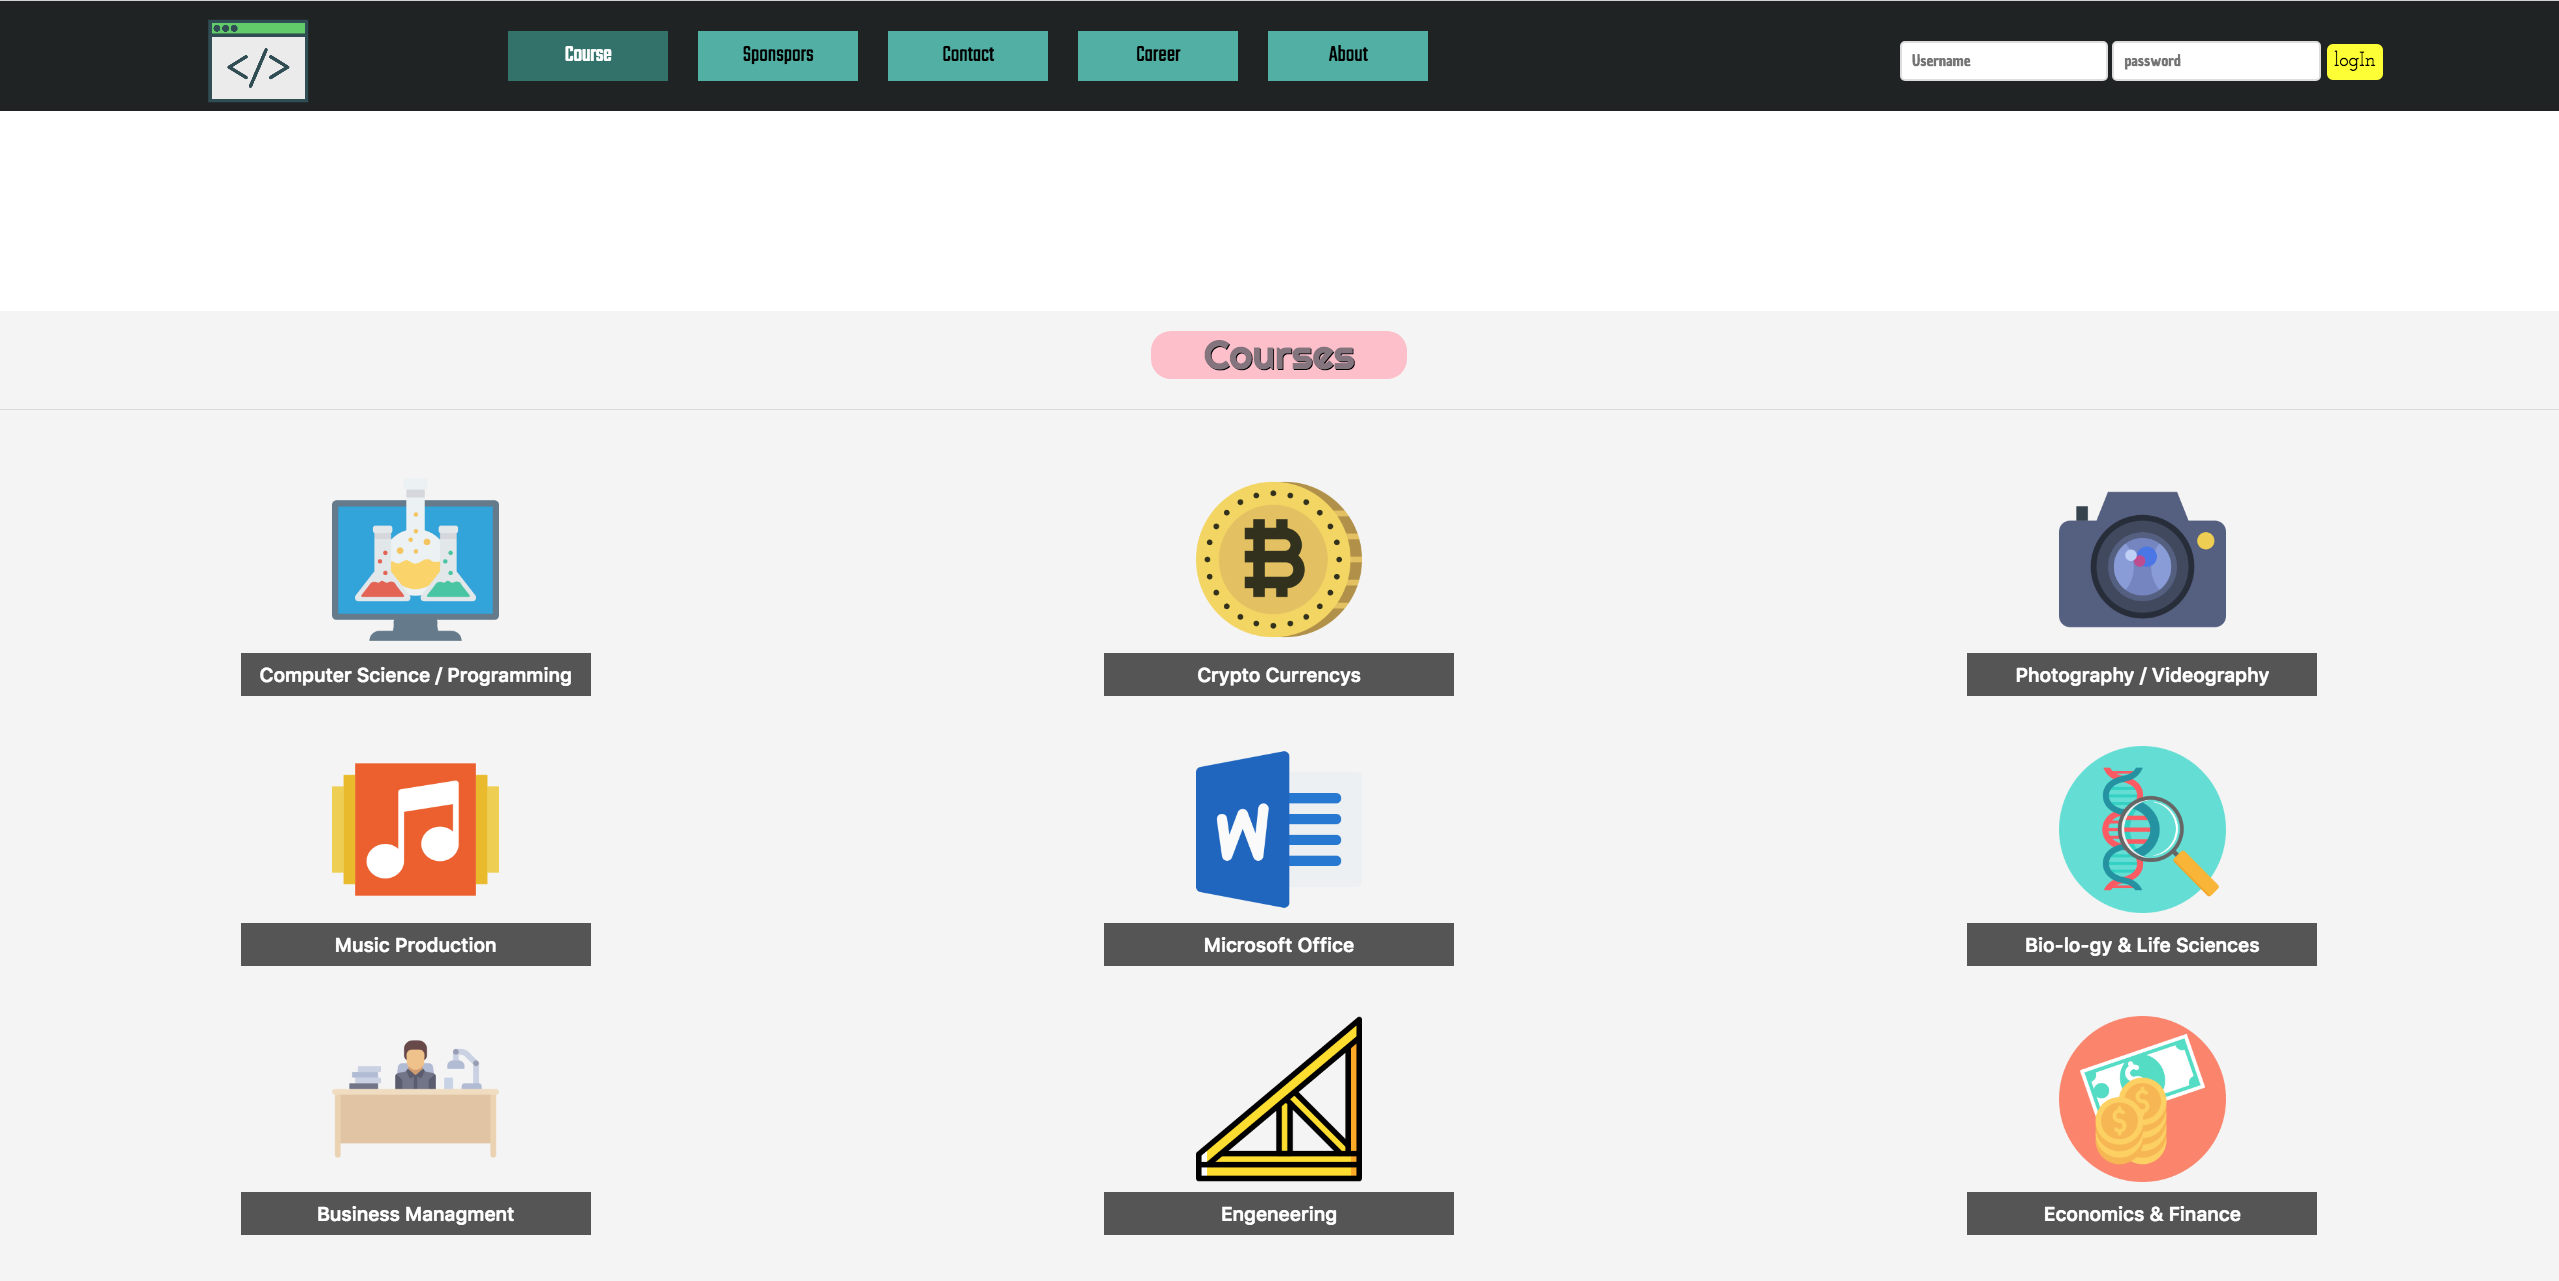 </>
Course Sponspors Contact Career About Username password logIn
Courses
Computer Science / Programming Crypto Currencys Photography / Videography
W
Music Production Microsoft Office Bio-lo-gy & Life Sciences
Business Managment Engeneering Economics & Finance